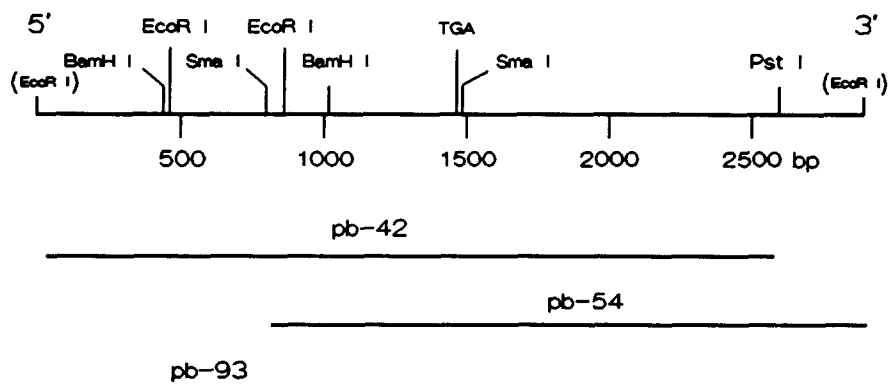 5' EcoR I EcoR I TGA 3'
BamH I Sma I BamH I Sma I Pst I
(EcoR I) (EcoR I)
500 1000 1500 2000 2500 bp
pb-42
pb-54
pb-93